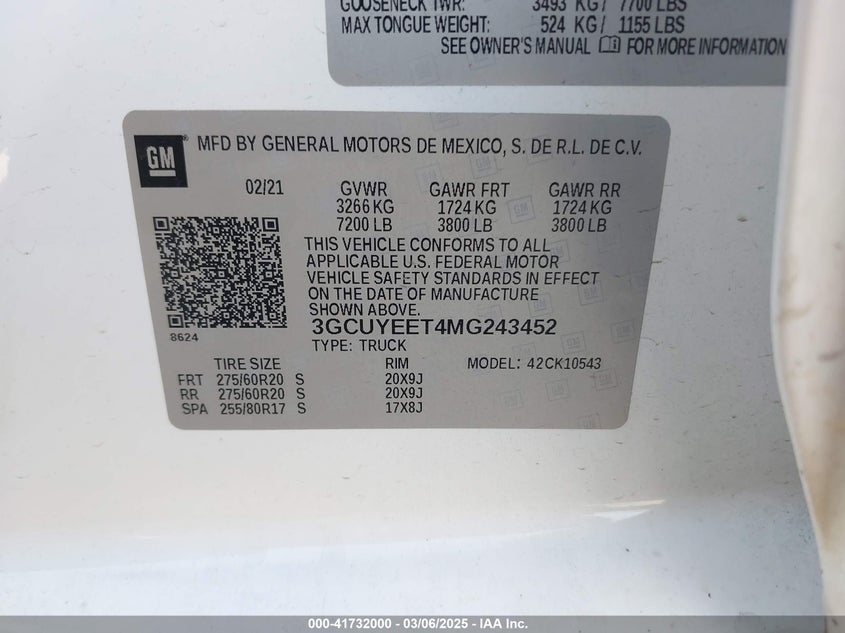 GOOSENECK TWR: 3493 KG/ 7700 LBS
MAX TONGUE WEIGHT: 524 KG/ 1155 LBS
SEE OWNER'S MANUAL FOR MORE INFORMATION
GM ® MFD BY GENERAL MOTORS DE MEXICO, S. DE R.L. DE C.V.
02/21 GVWR GAWR FRT GAWR RR
3266 KG 1724 KG 1724 KG
7200 LB 3800 LB 3800 LB
THIS VEHICLE CONFORMS TO ALL
APPLICABLE U.S. FEDERAL MOTOR
VEHICLE SAFETY STANDARDS IN EFFECT
ON THE DATE OF MANUFACTURE
SHOWN ABOVE.
3GCUYEET4MG243452
8624
TYPE: TRUCK
TIRE SIZE RIM MODEL: 42CK10543
FRT 275/60R20 S 20X9J
RR 275/60R20 S 20X9J
SPA 255/80R17 S 17X8J
000-41732000 - 03/06/2025 - IAA Inc.